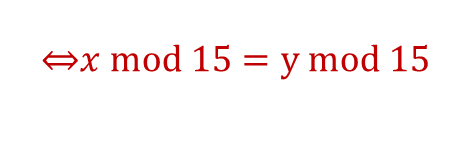 ⇔x mod 15 = y mod 15